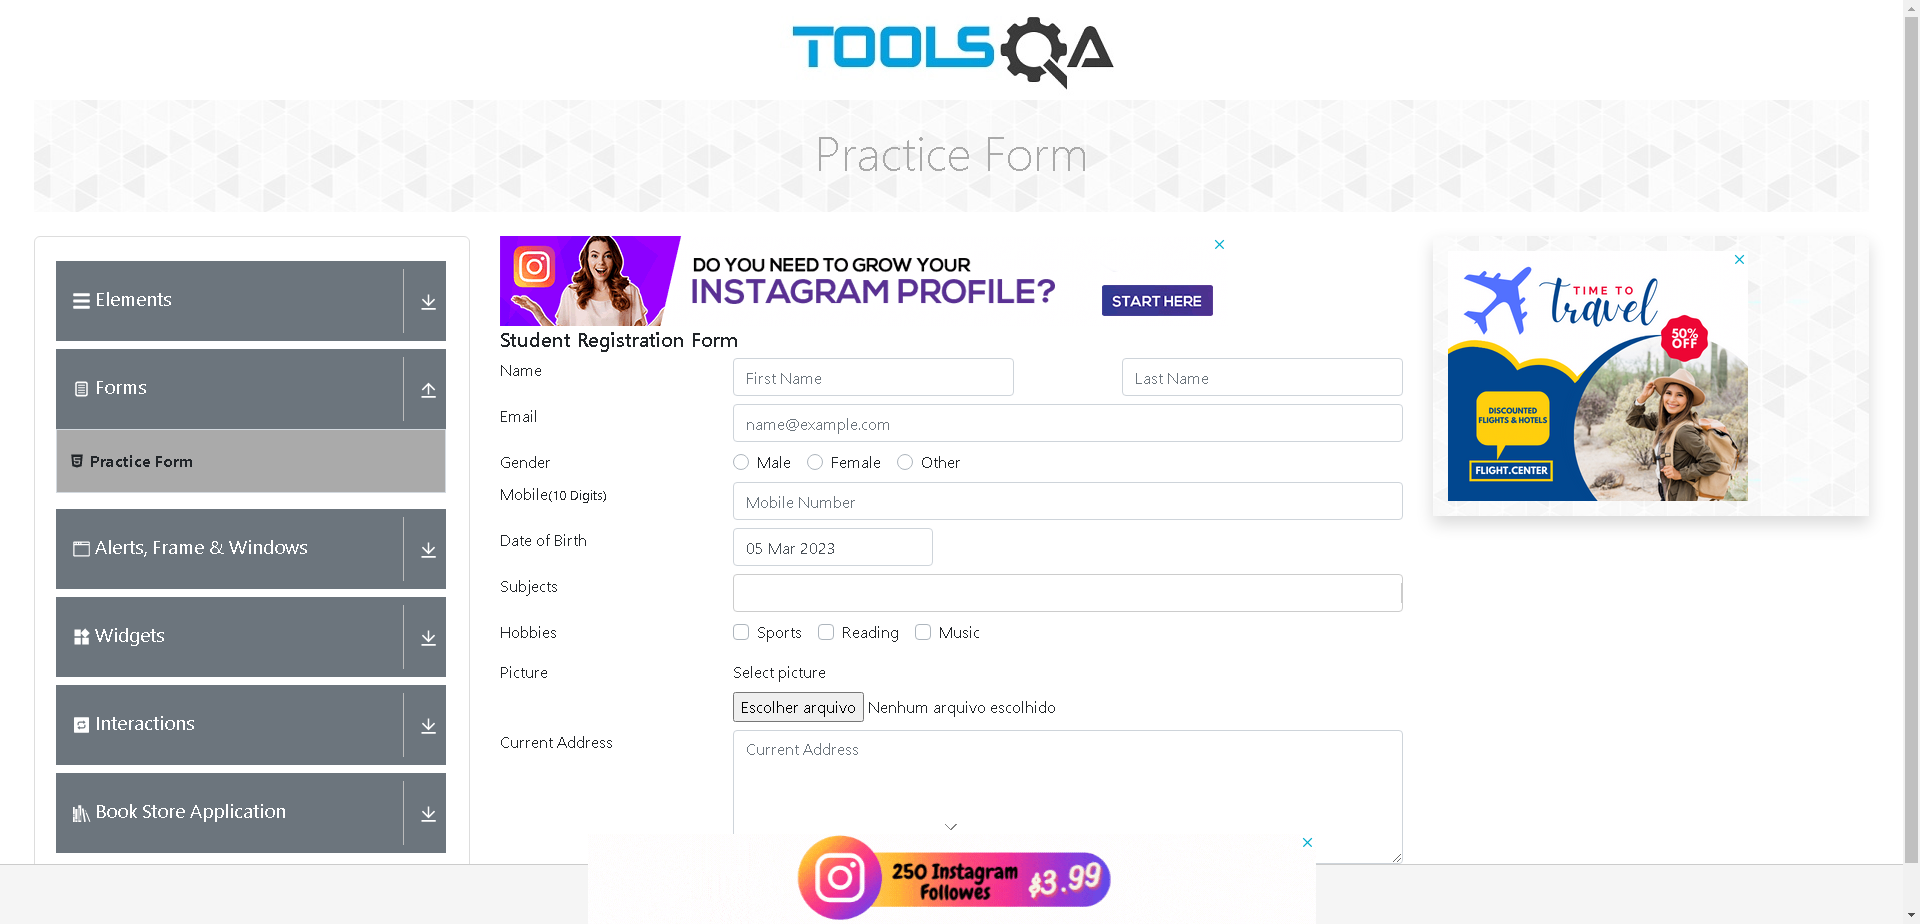 TOOLSQA
Practice Form
Elements
Forms
Practice Form
Alerts, Frame & Windows
Widgets
Interactions
Book Store Application
DO YOU NEED TO GROW YOUR
INSTAGRAM PROFILE?
START HERE
Student Registration Form
Name
First Name
Last Name
Email
name@example.com
Gender
Male
Female
Other
Mobile(10 Digits)
Mobile Number
Date of Birth
05 Mar 2023
Subjects
Hobbies
Sports
Reading
Music
Picture
Select picture
Escolher arquivo
Nenhum arquivo escolhido
Current Address
Current Address
TIME TO
travel
50%
OFF
DISCOUNTED
FLIGHTS & HOTELS
FLIGHT.CENTER
250 Instagram
Followes
$3.99